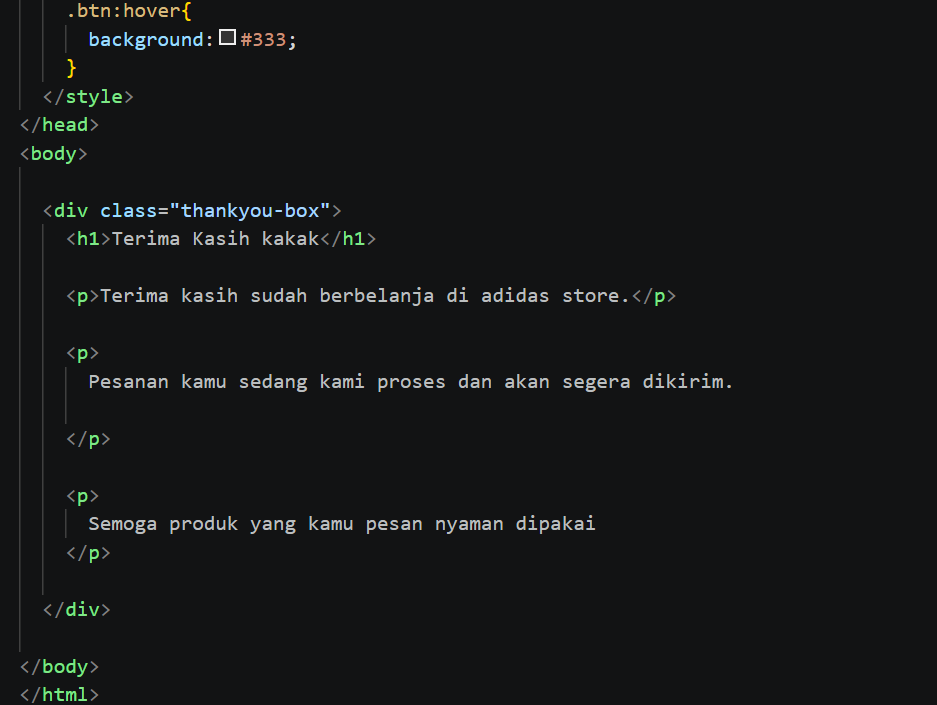 .btn:hover{
background:#333;
}
</style>
</head>
<body>
<div class="thankyou-box">
<h1>Terima Kasih kakak</h1>
<p>Terima kasih sudah berbelanja di adidas store.</p>
<p>
Pesanan kamu sedang kami proses dan akan segera dikirim.
</p>
<p>
Semoga produk yang kamu pesan nyaman dipakai
</p>
</div>
</body>
</html>